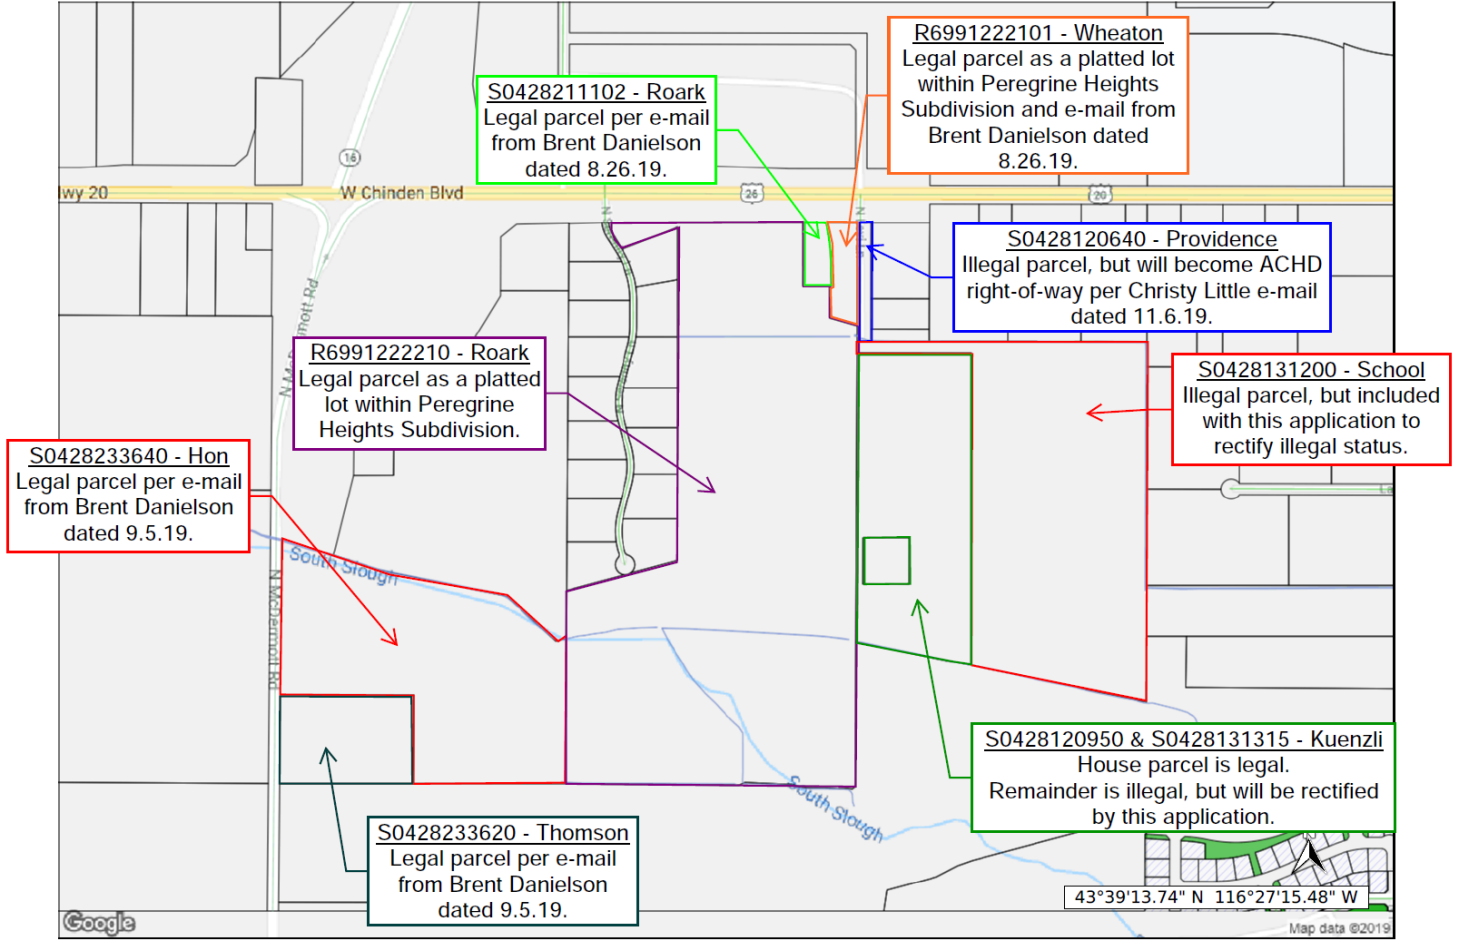 R6991222101 - Wheaton
Legal parcel as a platted lot
within Peregrine Heights
Subdivision and e-mail from
Brent Danielson dated
8.26.19.
S0428211102 - Roark
Legal parcel per e-mail
from Brent Danielson
dated 8.26.19.
16
Hwy 20
W Chinden Blvd
26
20
S0428120640 - Providence
Illegal parcel, but will become ACHD
right-of-way per Christy Little e-mail
dated 11.6.19.
R6991222210 - Roark
Legal parcel as a platted
lot within Peregrine
Heights Subdivision.
S0428131200 - School
Illegal parcel, but included
with this application to
rectify illegal status.
S0428233640 - Hon
Legal parcel per e-mail
from Brent Danielson
dated 9.5.19.
South Slough
N McDermott Rd
S0428120950 & S0428131315 - Kuenzli
House parcel is legal.
Remainder is illegal, but will be rectified
by this application.
South Slough
S0428233620 - Thomson
Legal parcel per e-mail
from Brent Danielson
dated 9.5.19.
43°39'13.74" N 116°27'15.48" W
Google
Map data ©2019